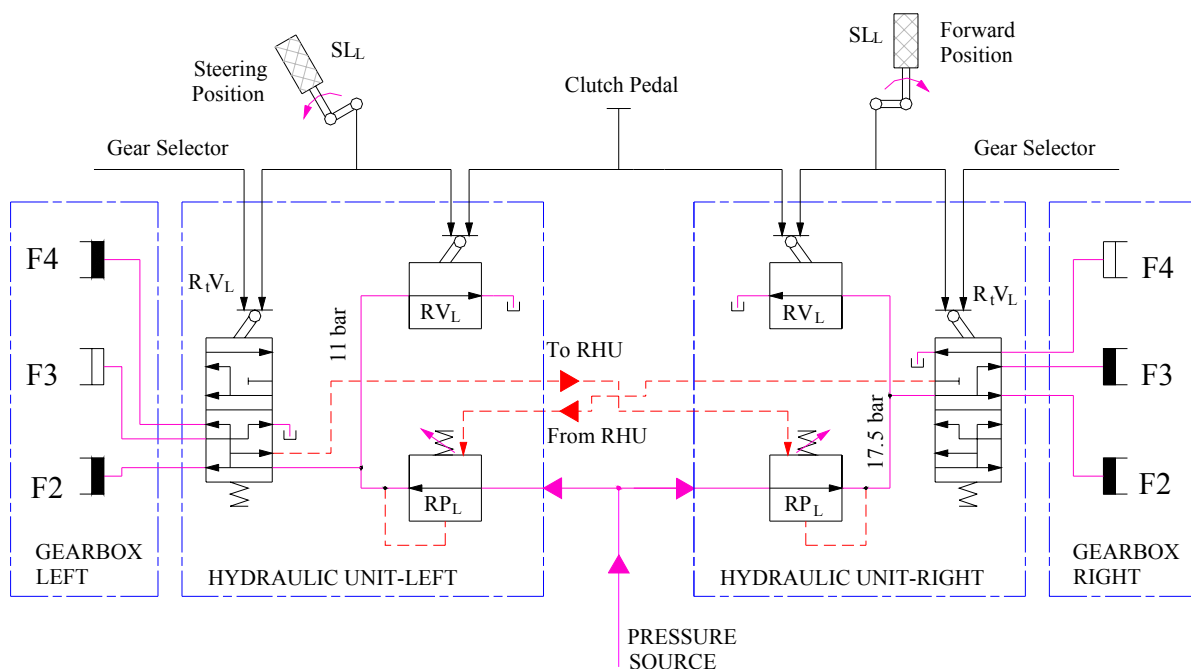 SLL
Steering
Position
Clutch Pedal
SLL
Forward
Position
Gear Selector
Gear Selector
F4
F3
F2
RtVL
11 bar
RVL
RPL
To RHU
From RHU
RVL
RPL
17.5 bar
RtVL
F4
F3
F2
GEARBOX
LEFT
HYDRAULIC UNIT-LEFT
HYDRAULIC UNIT-RIGHT
GEARBOX
RIGHT
PRESSURE
SOURCE